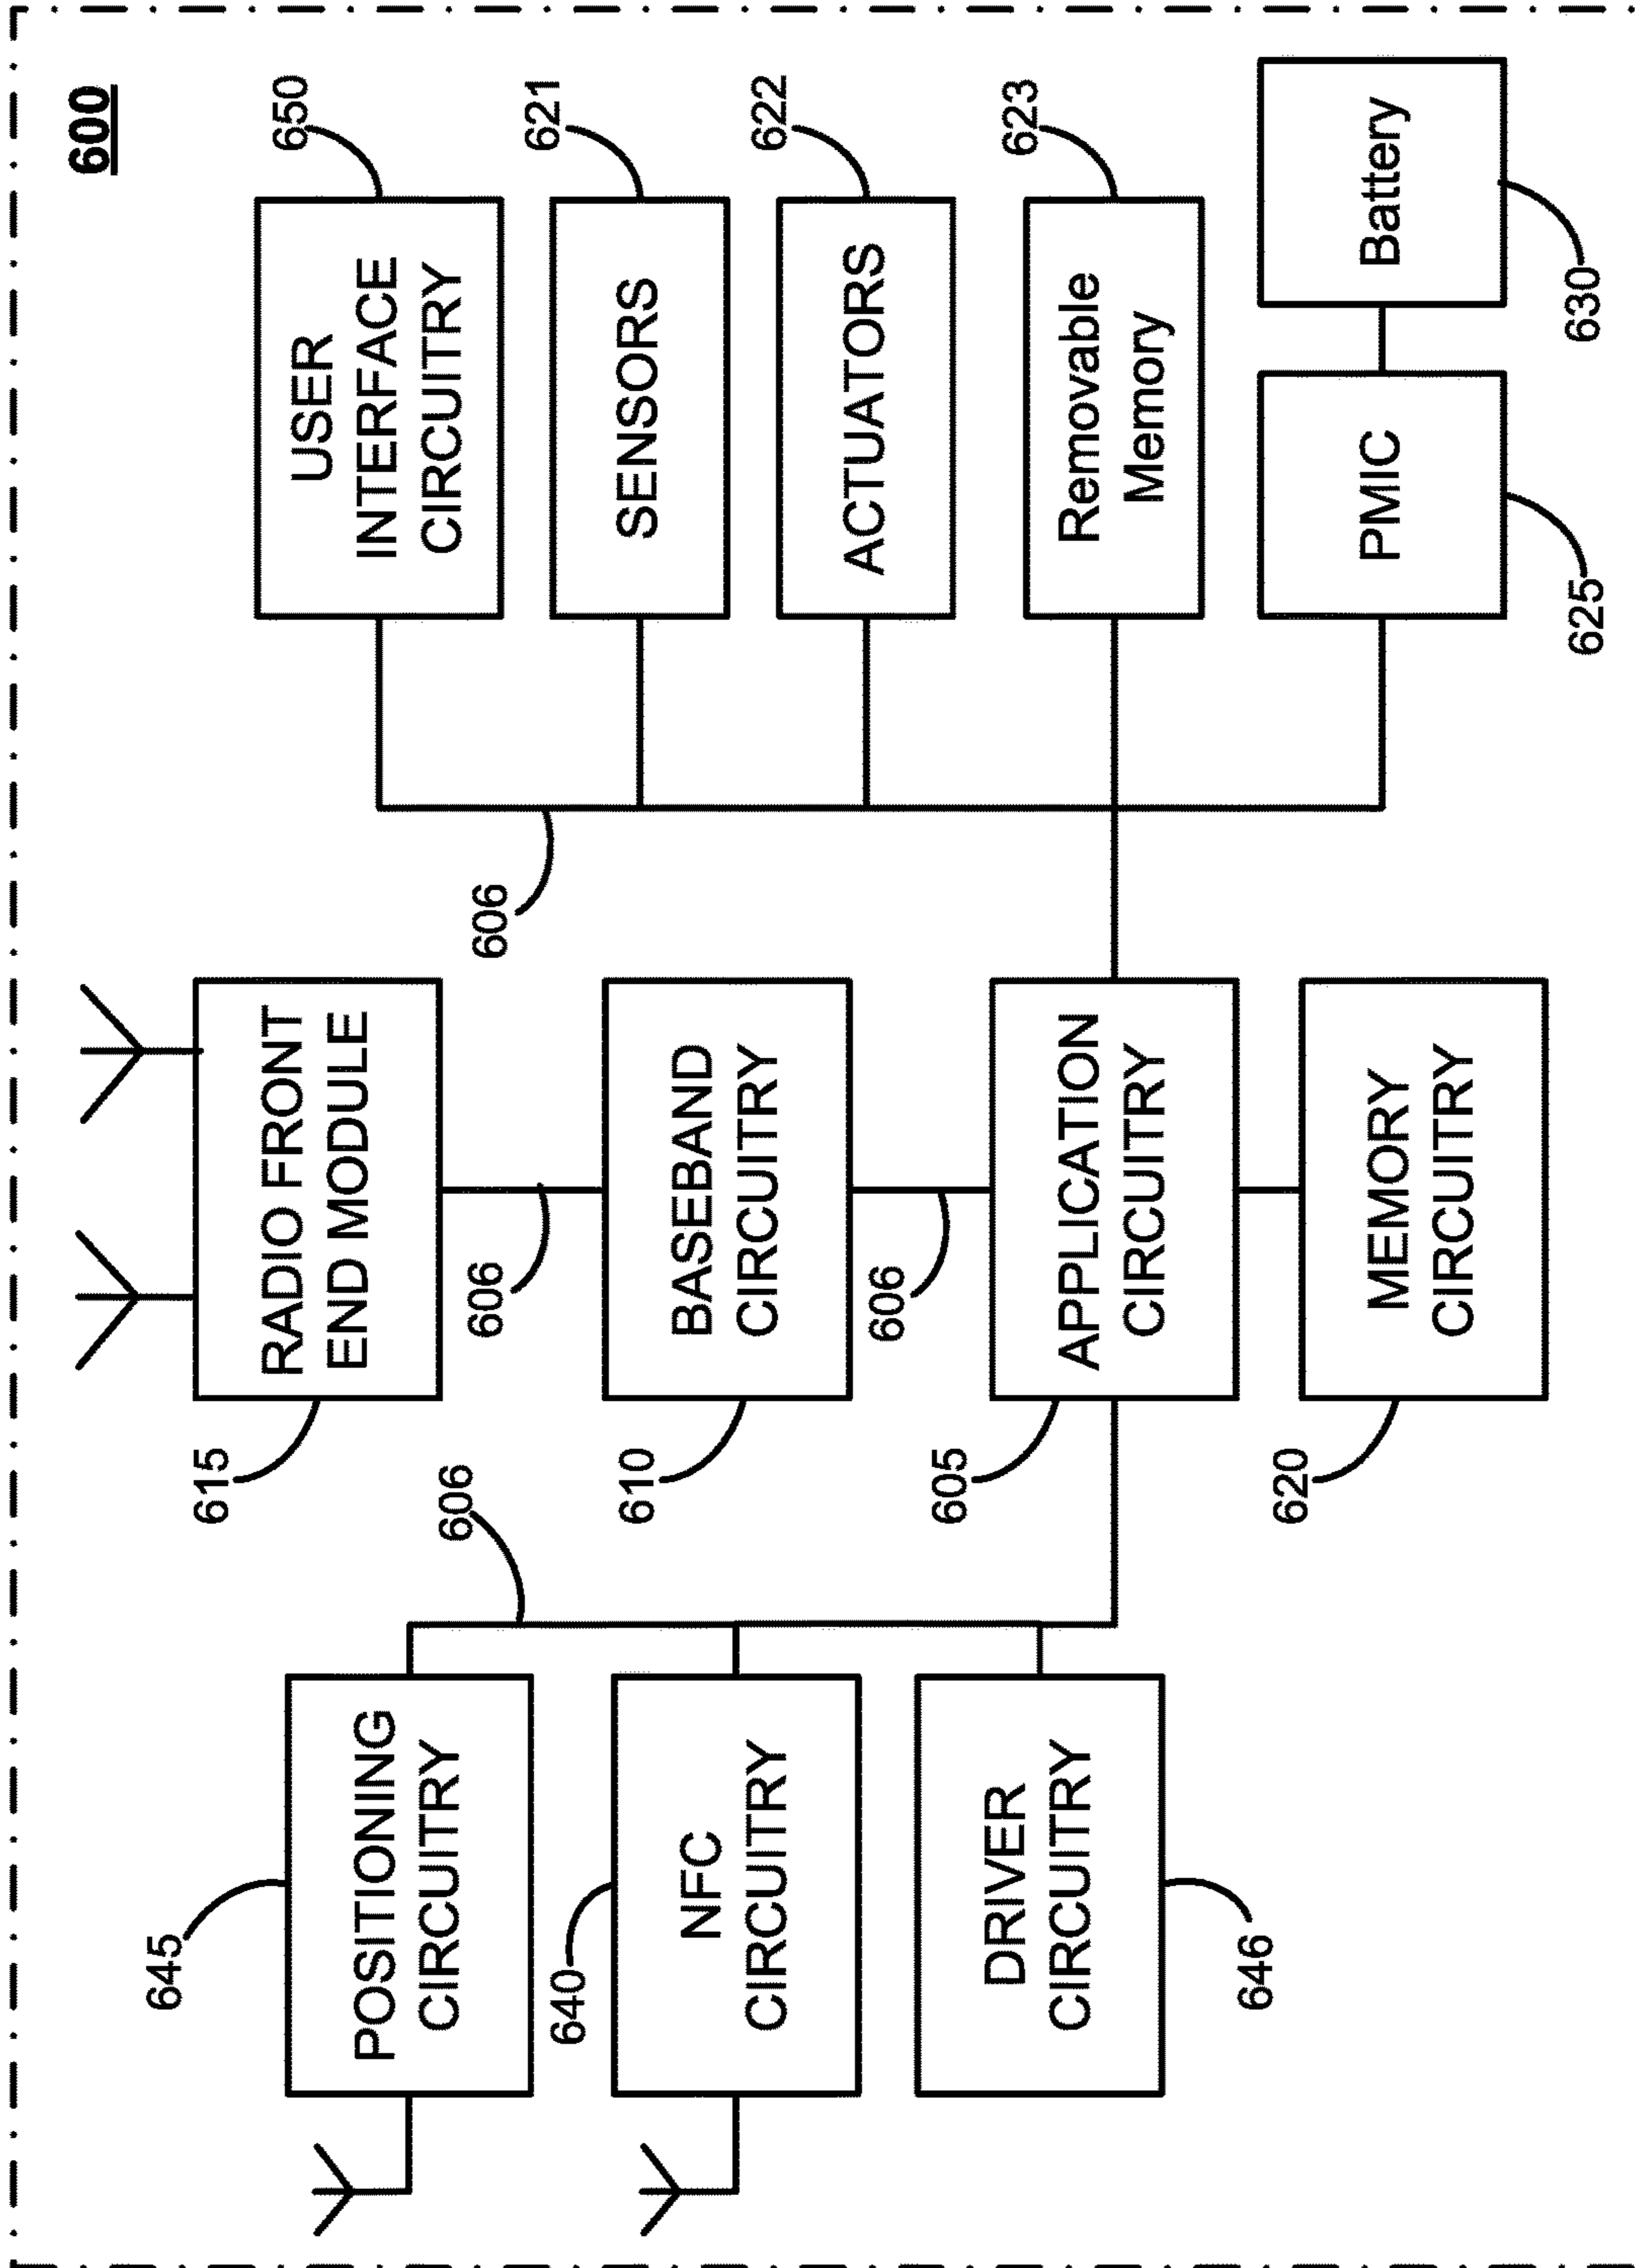 600
645
POSITIONING
CIRCUITRY
640
NFC
CIRCUITRY
DRIVER
CIRCUITRY
646
606
615
RADIO FRONT
END MODULE
606
610
BASEBAND
CIRCUITRY
606
605
APPLICATION
CIRCUITRY
620
MEMORY
CIRCUITRY
606
650
USER
INTERFACE
CIRCUITRY
621
SENSORS
622
ACTUATORS
623
Removable
Memory
PMIC
625
Battery
630